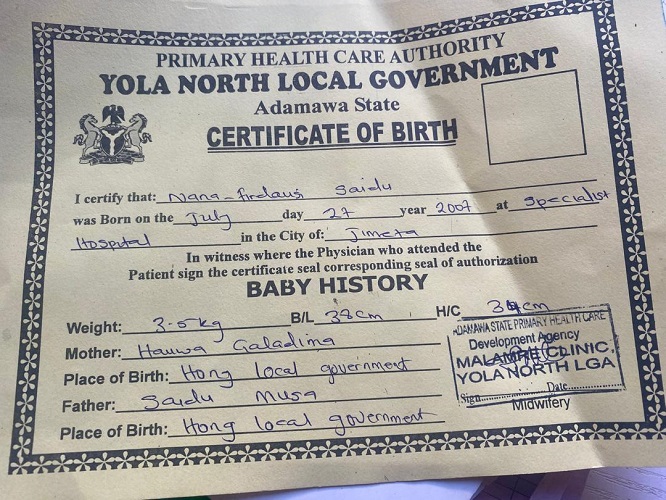 PRIMARY HEALTH CARE AUTHORITY
YOLA NORTH LOCAL GOVERNMENT
Adamawa State
CERTIFICATE OF BIRTH
I certify that: Nana-firdausi Saidu
was Born on the July day 27 year 2007 at Specialist
Hospital in the City of: Jimeta
In witness where the Physician who attended the
Patient sign the certificate seal corresponding seal of authorization
BABY HISTORY
Weight: 3.5kg B/L 38cm H/C cm
Mother: Hauwa Galadima
Place of Birth: Hong local government
Father: Saidu Musa
Place of Birth: Hong local government
ADAMAWA STATE PRIMARY HEALTH CARE
Development Agency
MALAMRE CLINIC,
YOLA NORTH LGA
Sign. Date
Midwifery